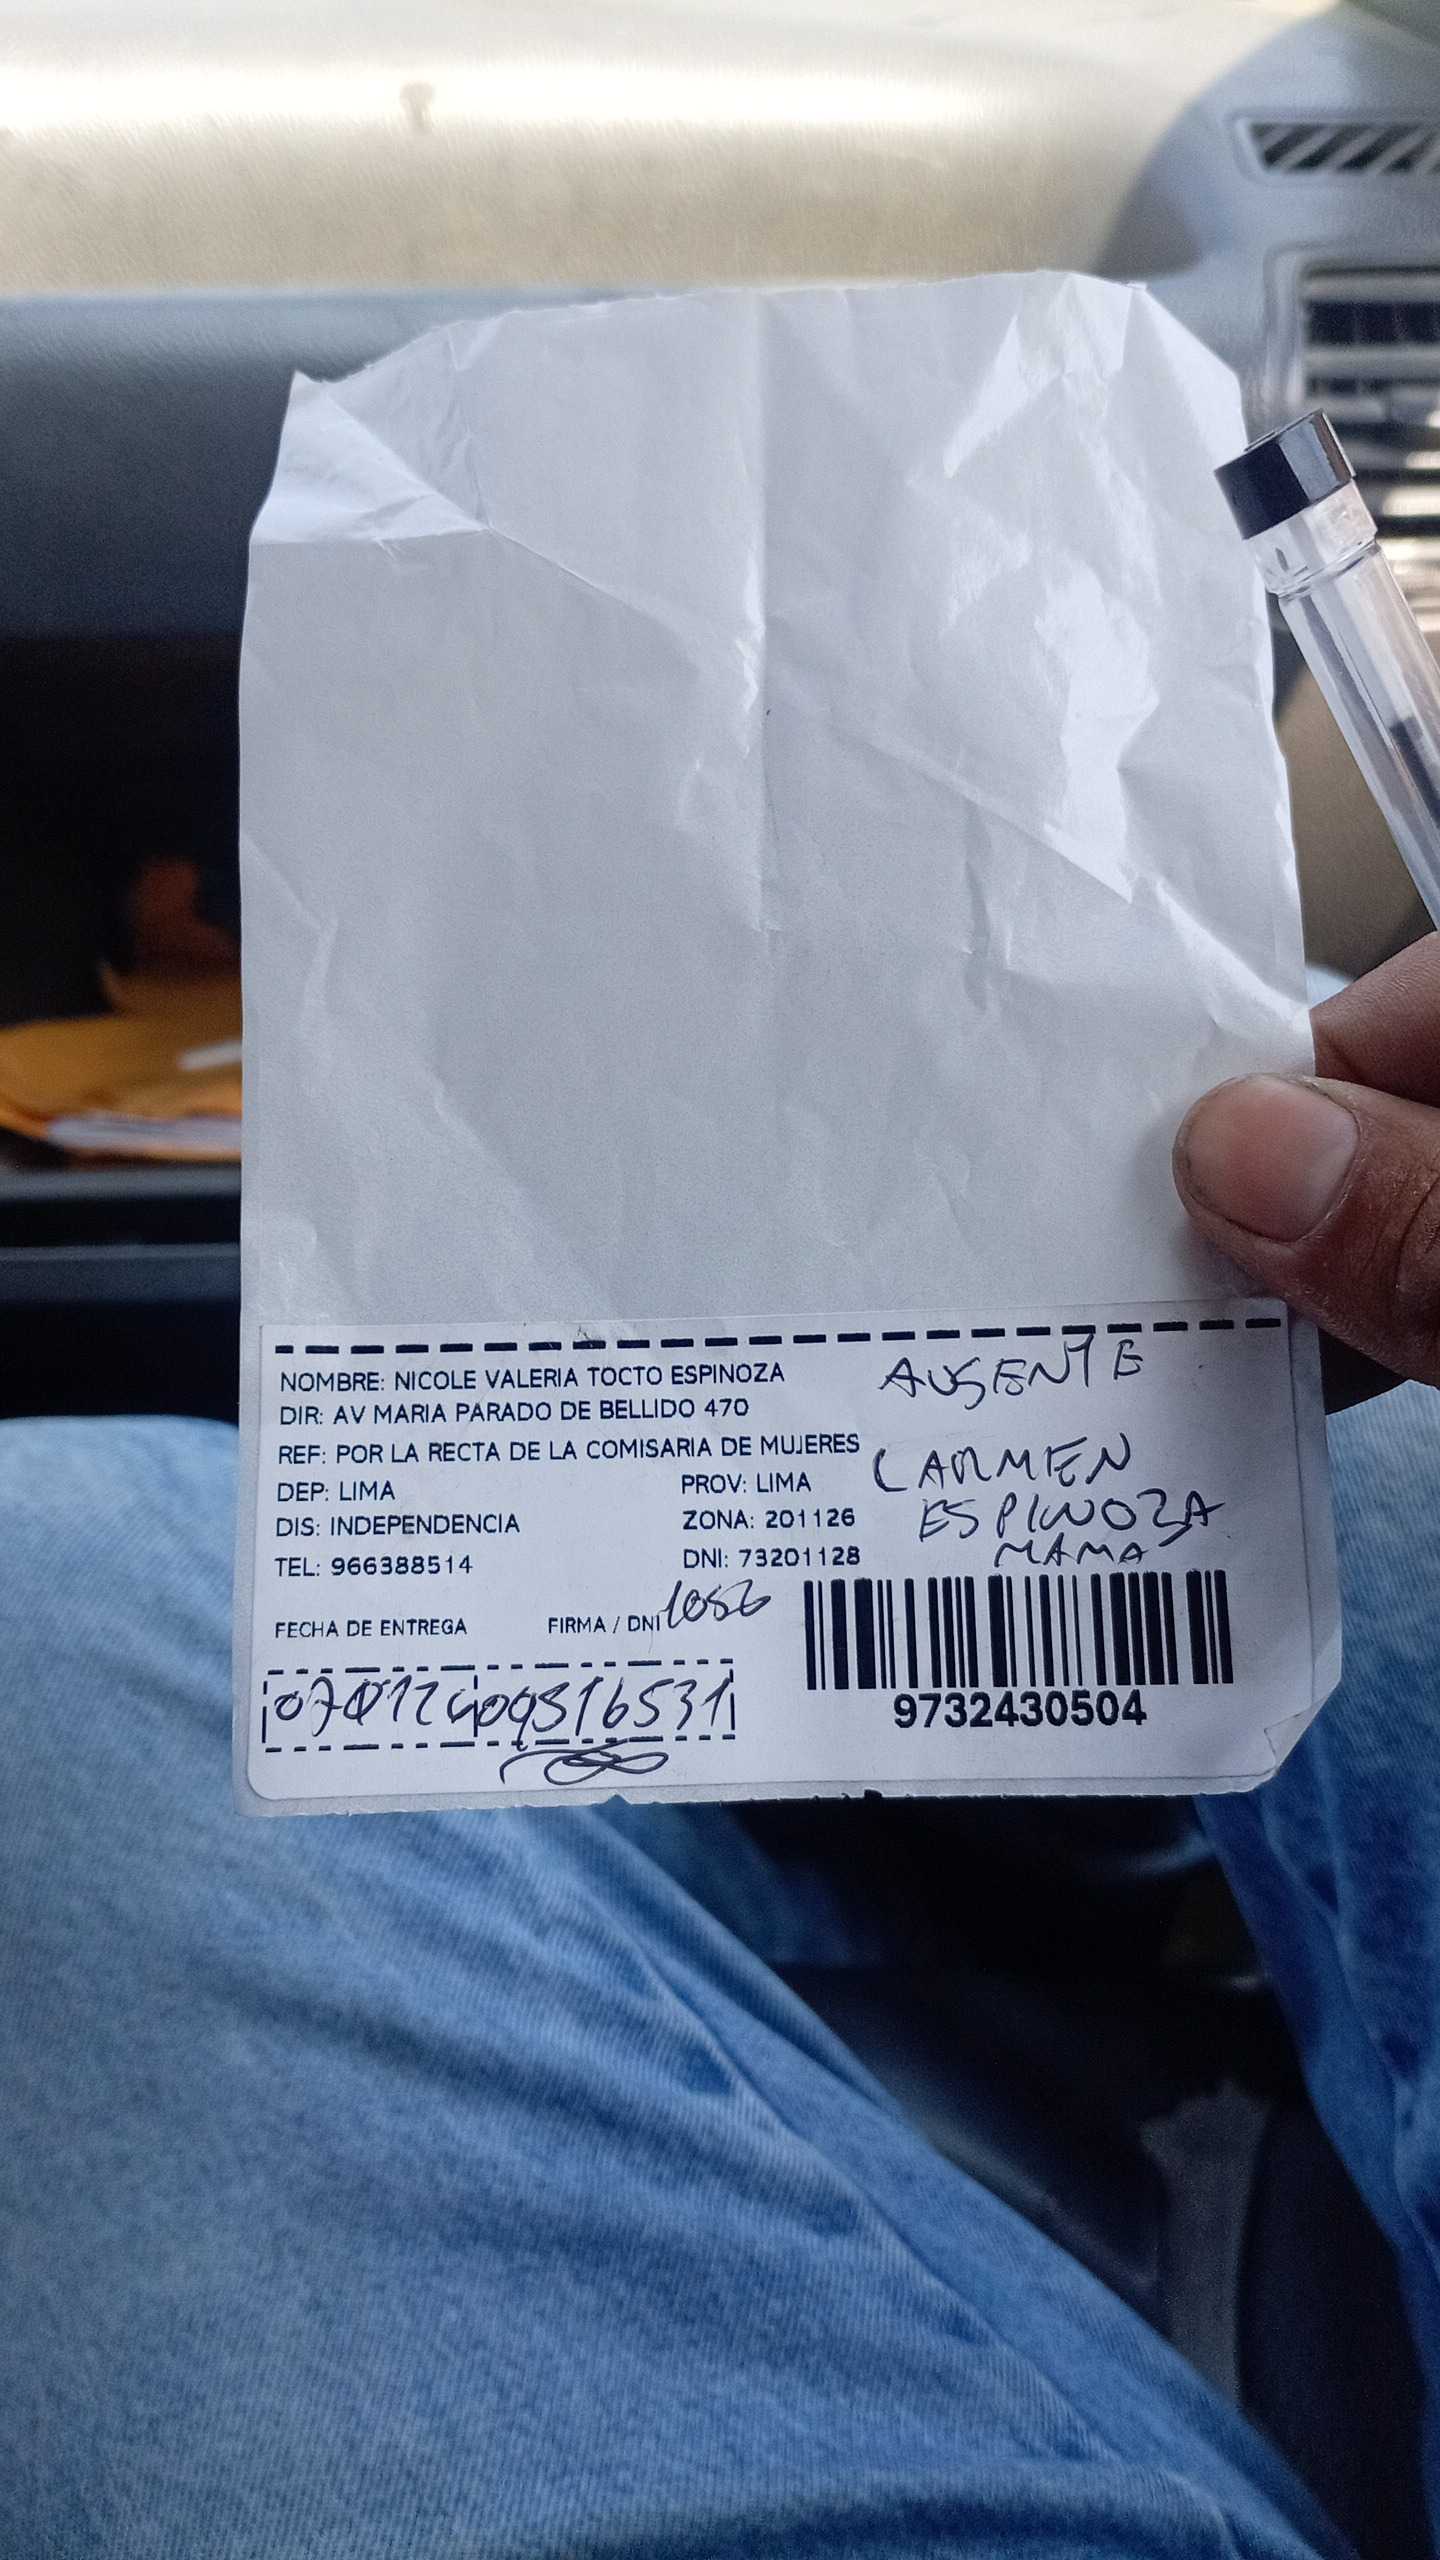 NOMBRE: NICOLE VALERIA TOCTO ESPINOZA
AUSENTE
DIR: AV MARIA PARADO DE BELLIDO 470
REF: POR LA RECTA DE LA COMISARIA DE MUJERES
CARMEN
DEP: LIMA PROV: LIMA
ESPINOZA
DIS: INDEPENDENCIA ZONA: 201126
MAMA
TEL: 966388514 DNI: 73201128
FECHA DE ENTREGA FIRMA / DNI
9732430504